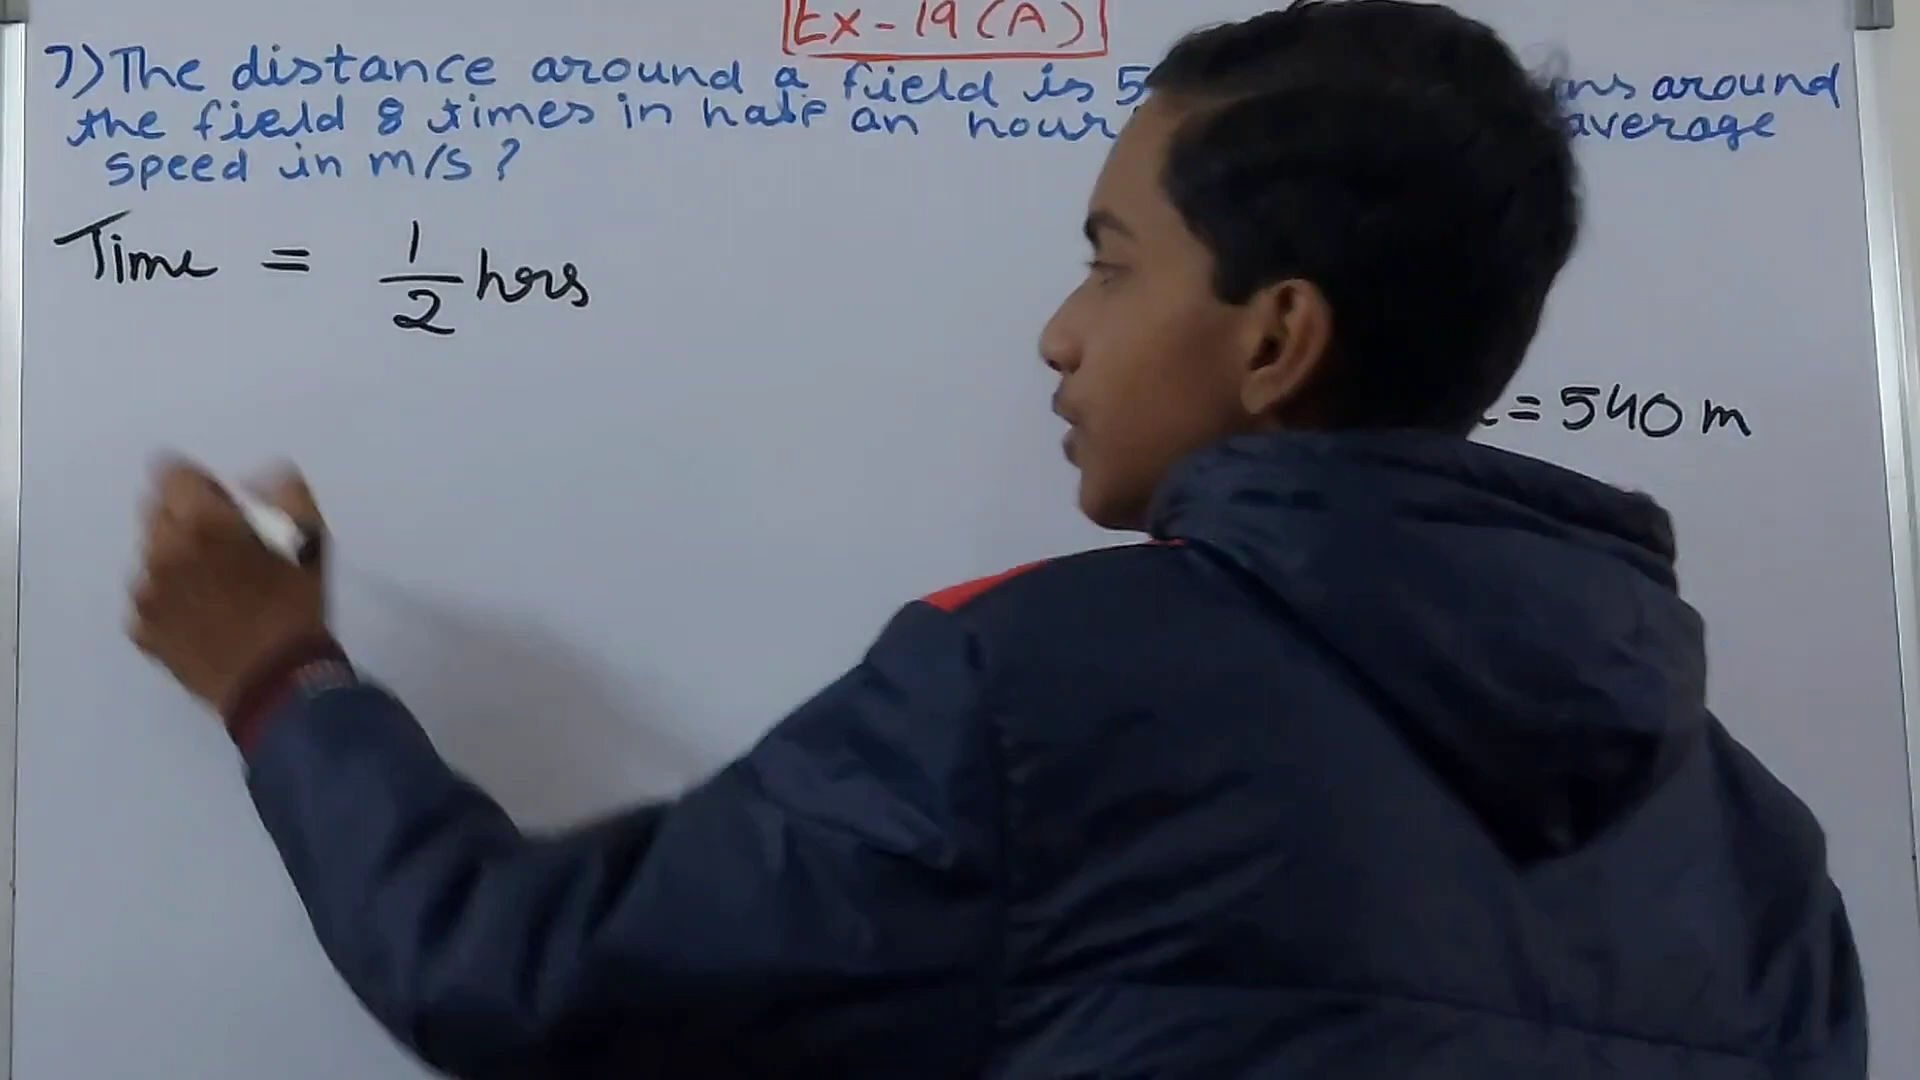 Ex-19(A)
7) The distance around a field is 5 around
the field 8 times in half an hour average
speed in m/s ?
Time = 1/2 hrs
= 540 m